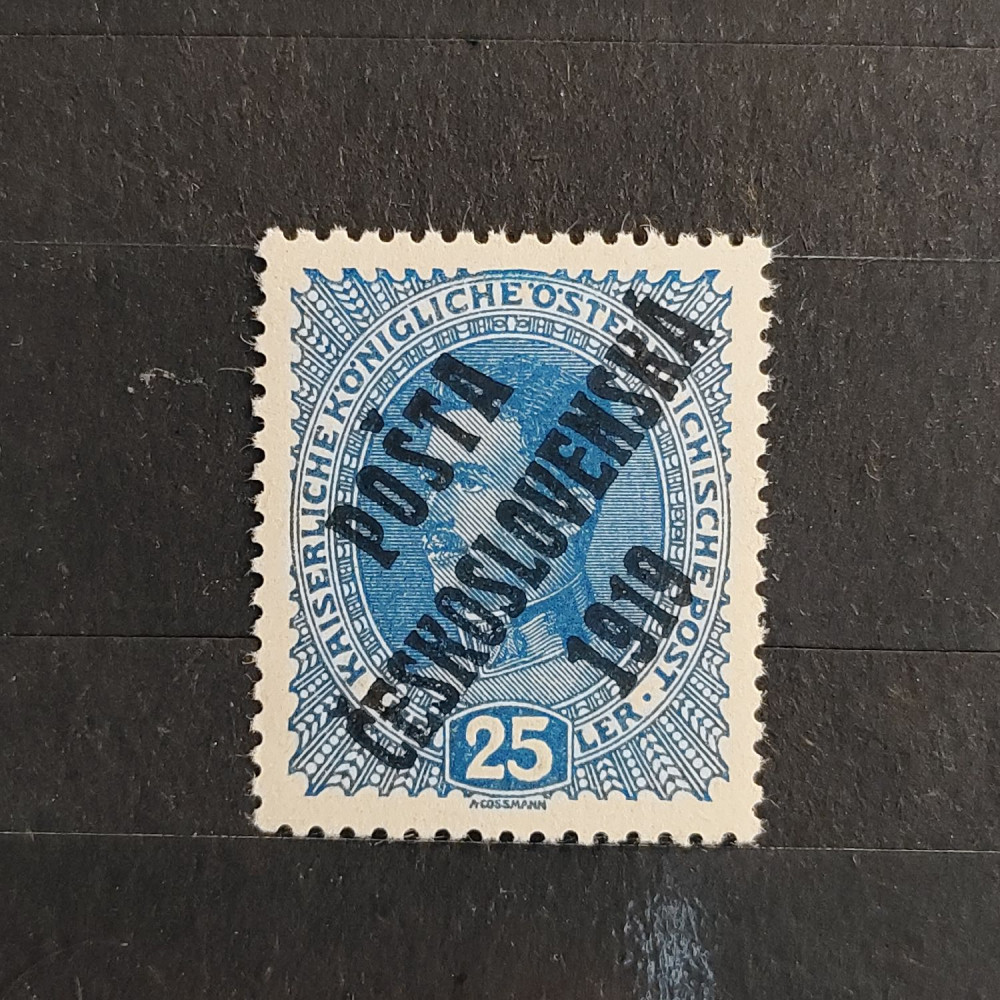 KAISERLICHE KÖNIGLICHE ÖSTERREICHISCHE POST
POŠTA
ČESKOSLOVENSKÁ
1919
25
LER
A·COSSMANN